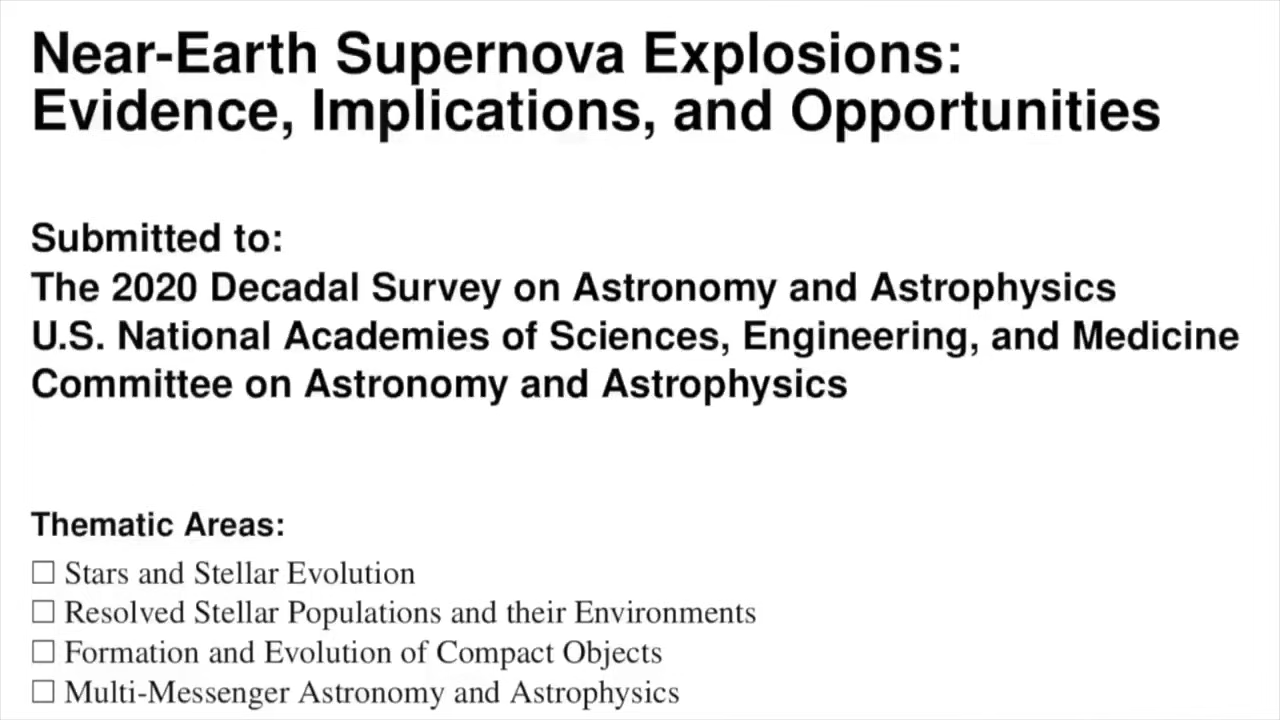 Near-Earth Supernova Explosions:
Evidence, Implications, and Opportunities
Submitted to:
The 2020 Decadal Survey on Astronomy and Astrophysics
U.S. National Academies of Sciences, Engineering, and Medicine
Committee on Astronomy and Astrophysics
Thematic Areas:
☐ Stars and Stellar Evolution
☐ Resolved Stellar Populations and their Environments
☐ Formation and Evolution of Compact Objects
☐ Multi-Messenger Astronomy and Astrophysics